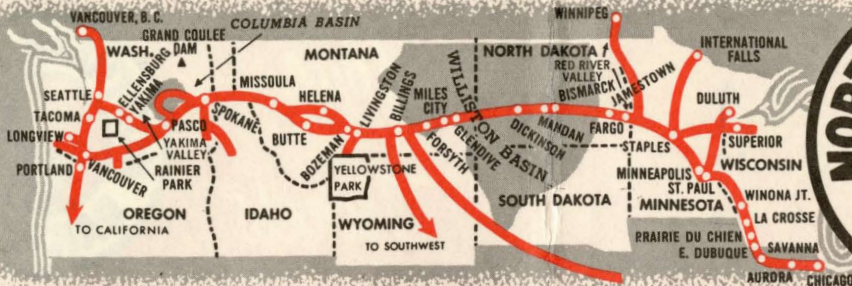 VANCOUVER, B.C.
WASH.
GRAND COULEE
DAM
COLUMBIA BASIN
MONTANA
WINNIPEG
NORTH DAKOTA
RED RIVER
VALLEY
INTERNATIONAL
FALLS
SEATTLE
TACOMA
LONGVIEW
PORTLAND
VANCOUVER
ELLENSBURG
YAKIMA
PASCO
YAKIMA
VALLEY
RAINIER
PARK
SPOKANE
MISSOULA
HELENA
BUTTE
BOZEMAN
LIVINGSTON
BILLINGS
YELLOWSTONE
PARK
MILES
CITY
FORSYTH
GLENDIVE
WILLISTON BASIN
DICKINSON
MANDAN
BISMARCK
JAMESTOWN
FARGO
STAPLES
DULUTH
SUPERIOR
WISCONSIN
MINNEAPOLIS
ST. PAUL
MINNESOTA
WINONA JT.
LA CROSSE
PRAIRIE DU CHIEN
E. DUBUQUE
SAVANNA
AURORA
CHICAGO
OREGON
TO CALIFORNIA
IDAHO
WYOMING
TO SOUTHWEST
SOUTH DAKOTA
NOR